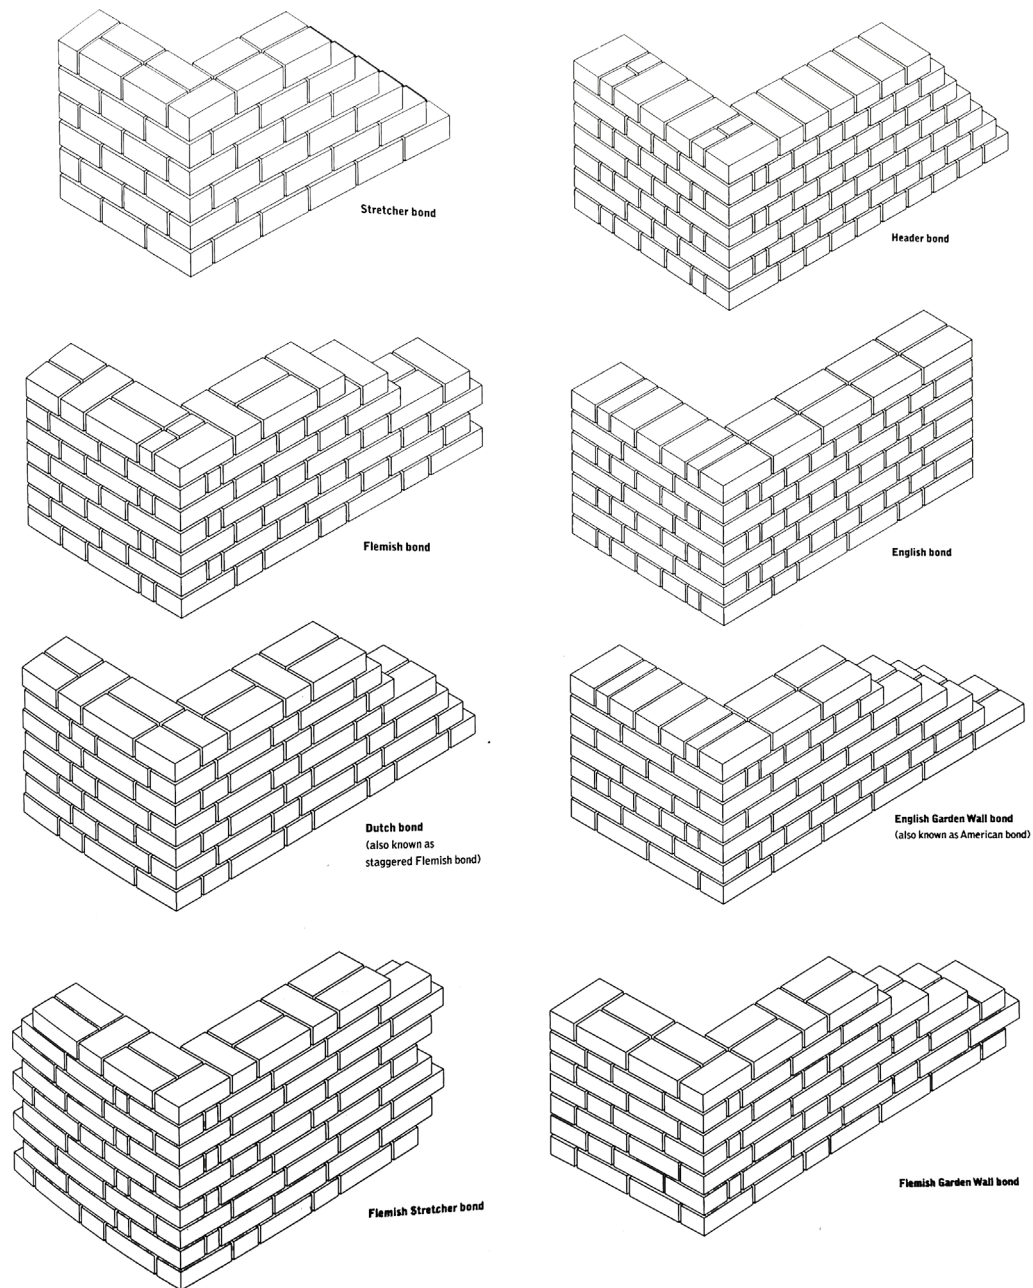 Stretcher bond
Header bond
Flemish bond
English bond
Dutch bond
(also known as
staggered Flemish bond)
English Garden Wall bond
(also known as American bond)
Flemish Stretcher bond
Flemish Garden Wall bond